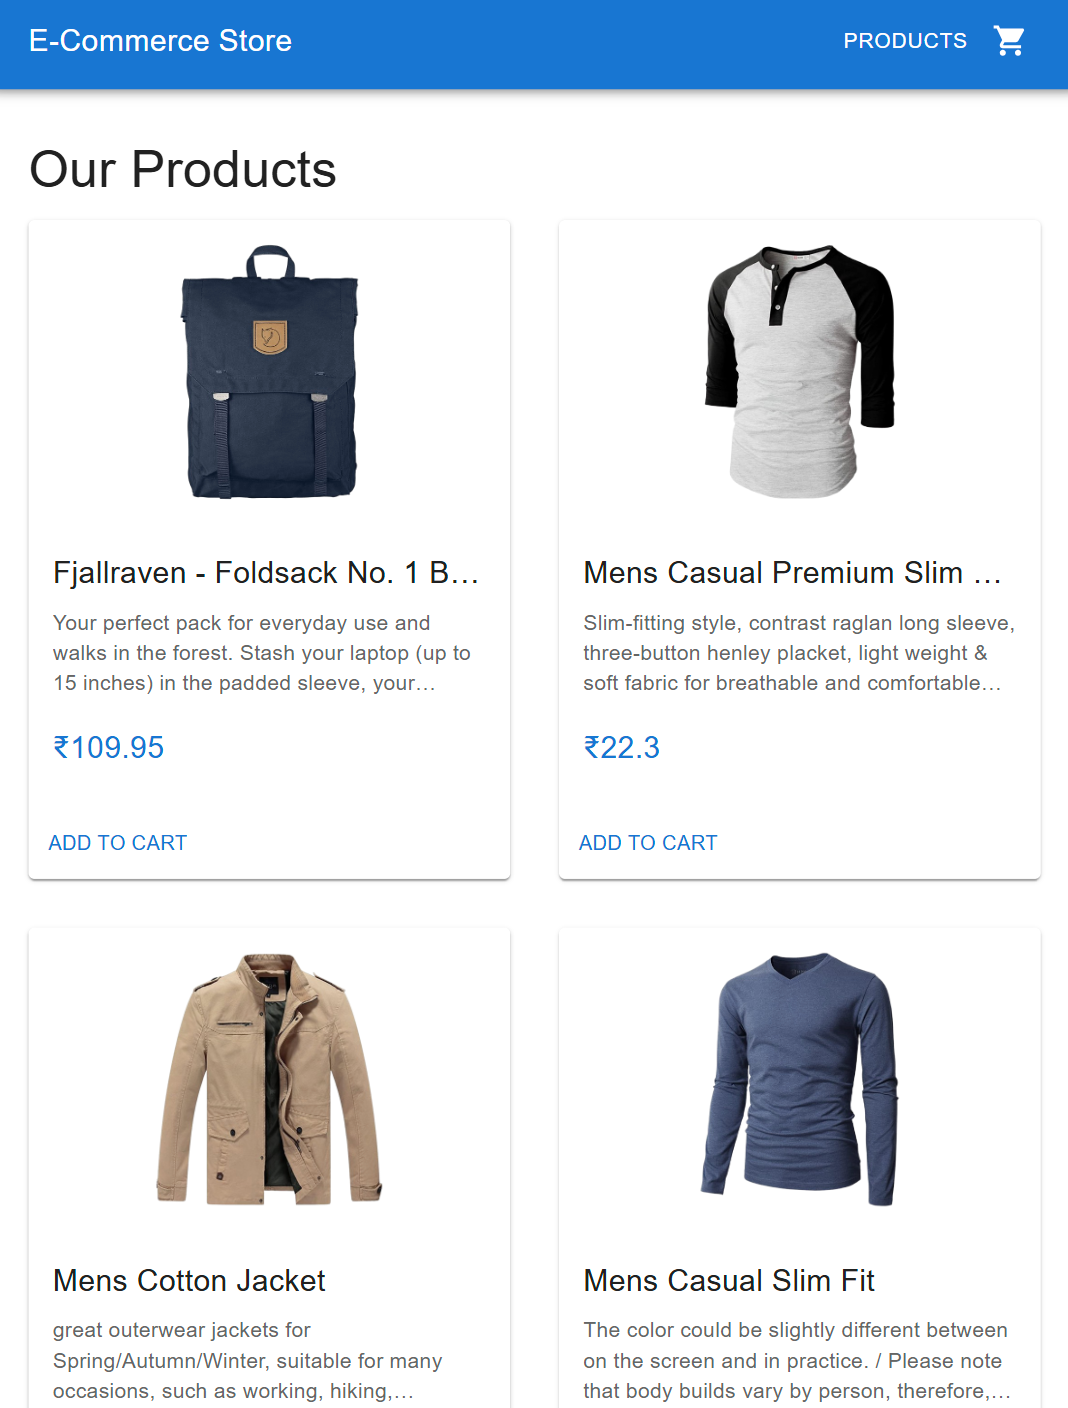 E-Commerce Store
PRODUCTS
Our Products
Fjallraven - Foldsack No. 1 B...
Your perfect pack for everyday use and
walks in the forest. Stash your laptop (up to
15 inches) in the padded sleeve, your...
₹109.95
ADD TO CART
Mens Casual Premium Slim ...
Slim-fitting style, contrast raglan long sleeve,
three-button henley placket, light weight &
soft fabric for breathable and comfortable...
₹22.3
ADD TO CART
Mens Cotton Jacket
great outerwear jackets for
Spring/Autumn/Winter, suitable for many
occasions, such as working, hiking,...
Mens Casual Slim Fit
The color could be slightly different between
on the screen and in practice. / Please note
that body builds vary by person, therefore,...